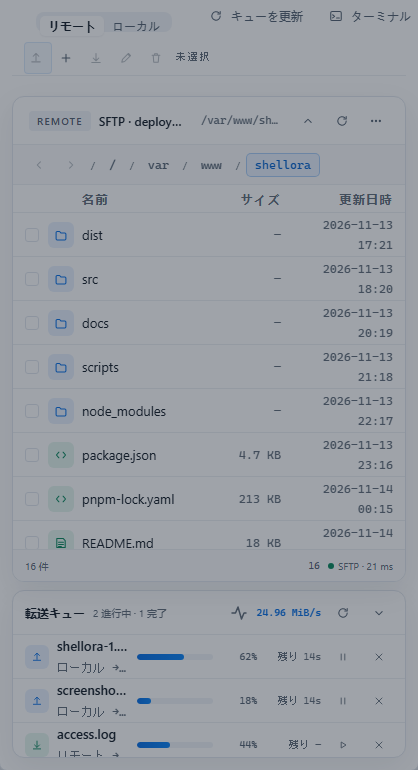 リモート ローカル キューを更新 ターミナル
未選択
REMOTE SFTP · deploy... /var/www/sh...
/ / / var / www / shellora
名前 サイズ 更新日時
dist — 2026-11-13 17:21
src — 2026-11-13 18:20
docs — 2026-11-13 20:19
scripts — 2026-11-13 21:18
node_modules — 2026-11-13 22:17
package.json 4.7 KB 2026-11-13 23:16
pnpm-lock.yaml 213 KB 2026-11-14 00:15
README.md 18 KB 2026-11-14
16 件 16 SFTP · 21 ms
転送キュー 2 進行中 · 1 完了 24.96 MiB/s
shellora-1.... 62% 残り 14s
ローカル →...
screensho... 18% 残り 14s
ローカル →...
access.log 44% 残り —
リモート →...